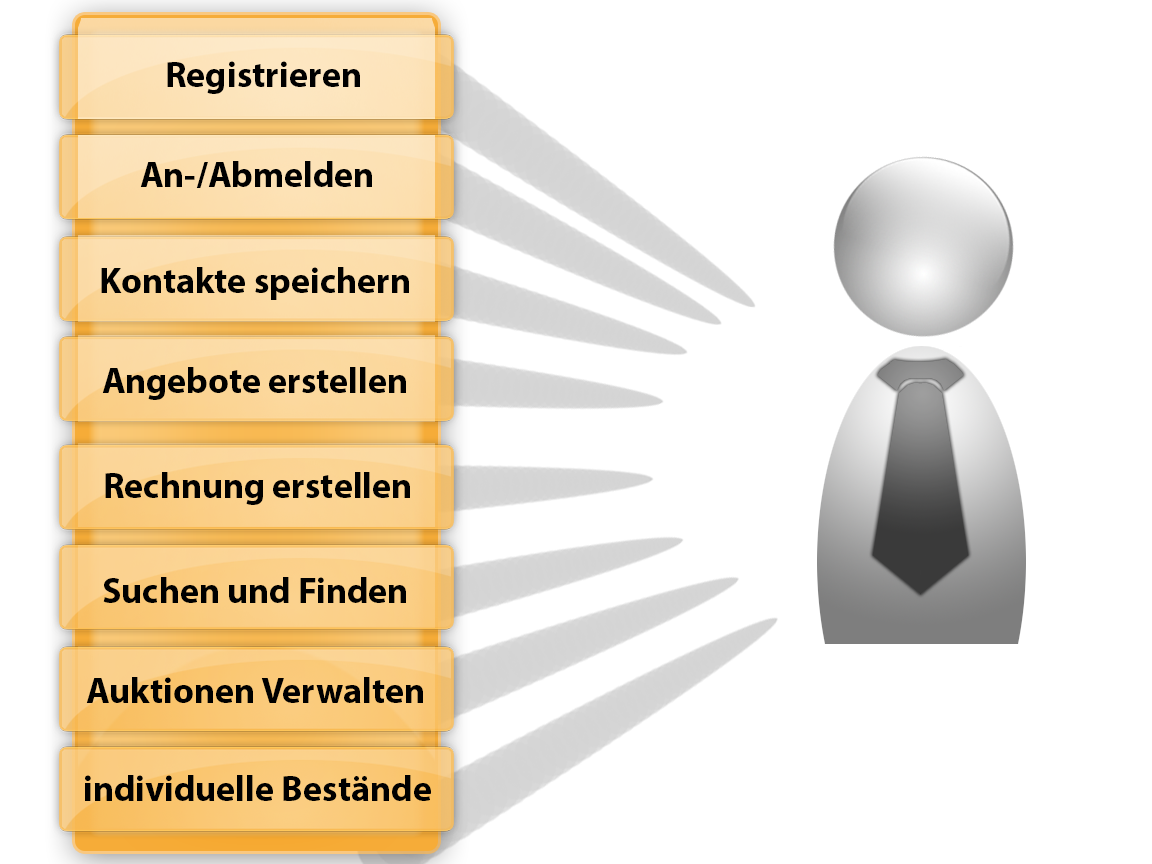 Registrieren
An-/Abmelden
Kontakte speichern
Angebote erstellen
Rechnung erstellen
Suchen und Finden
Auktionen Verwalten
individuelle Bestände